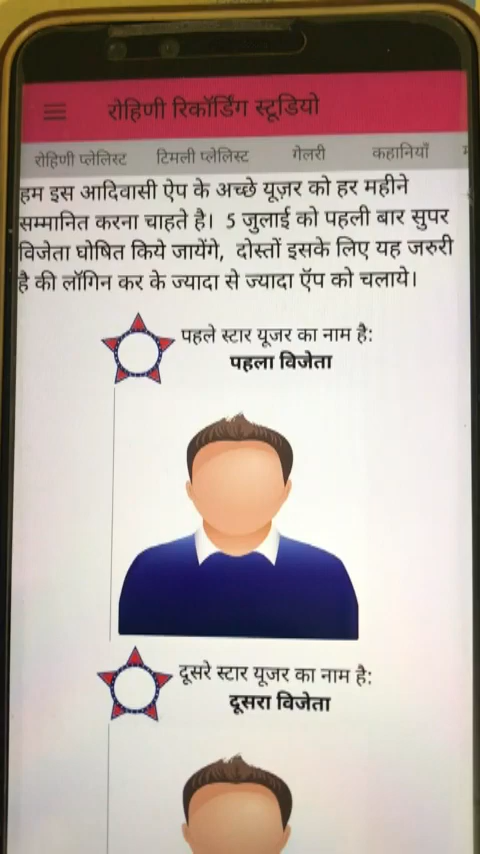 रोहिणी रिकॉर्डिंग स्टूडियो
रोहिणी प्लेलिस्ट टिमली प्लेलिस्ट गेलरी कहानियाँ
हम इस आदिवासी ऐप के अच्छे यूज़र को हर महीने
सम्मानित करना चाहते है। 5 जुलाई को पहली बार सुपर
विजेता घोषित किये जायेंगे, दोस्तों इसके लिए यह जरुरी
है की लॉगिन कर के ज्यादा से ज्यादा ऍप को चलाये।
पहले स्टार यूजर का नाम है:
पहला विजेता
दूसरे स्टार यूजर का नाम है:
दूसरा विजेता